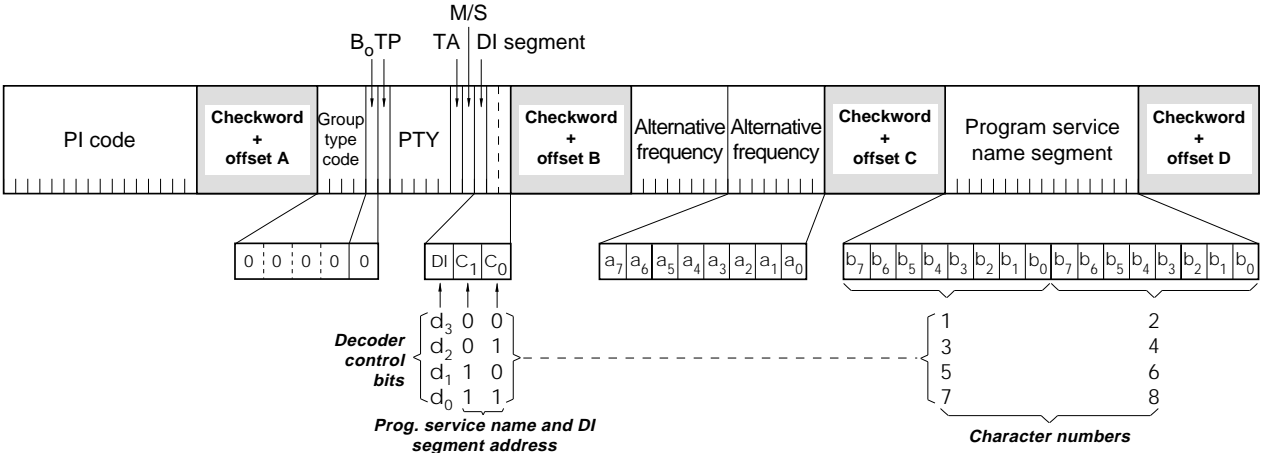 M/S
BoTP TA DI segment
PI code
Checkword
+
offset A
Group
type
code
PTY
Checkword
+
offset B
Alternative
frequency
Alternative
frequency
Checkword
+
offset C
Program service
name segment
Checkword
+
offset D
0 0 0 0 0
DI C1 C0
a7 a6 a5 a4 a3 a2 a1 a0
b7 b6 b5 b4 b3 b2 b1 b0 b7 b6 b5 b4 b3 b2 b1 b0
Decoder
control
bits
d3 0 0
d2 0 1
d1 1 0
d0 1 1
1 2
3 4
5 6
7 8
Prog. service name and DI
segment address
Character numbers